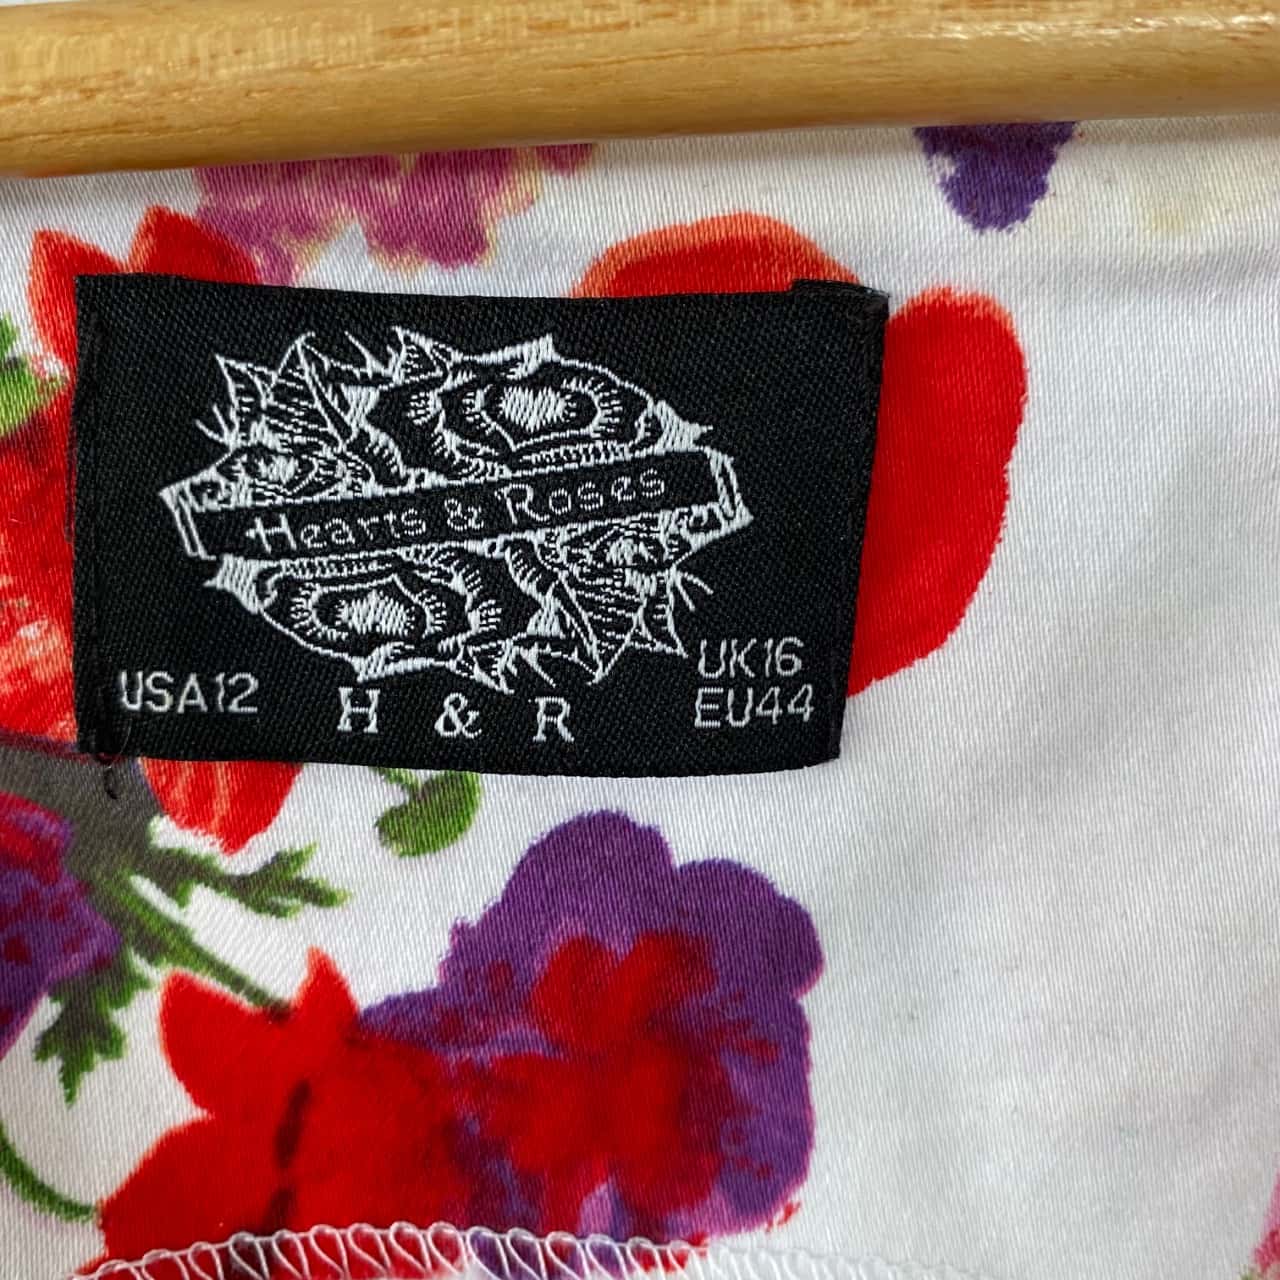 Hearts & Roses
USA12
H & R
UK16
EU44